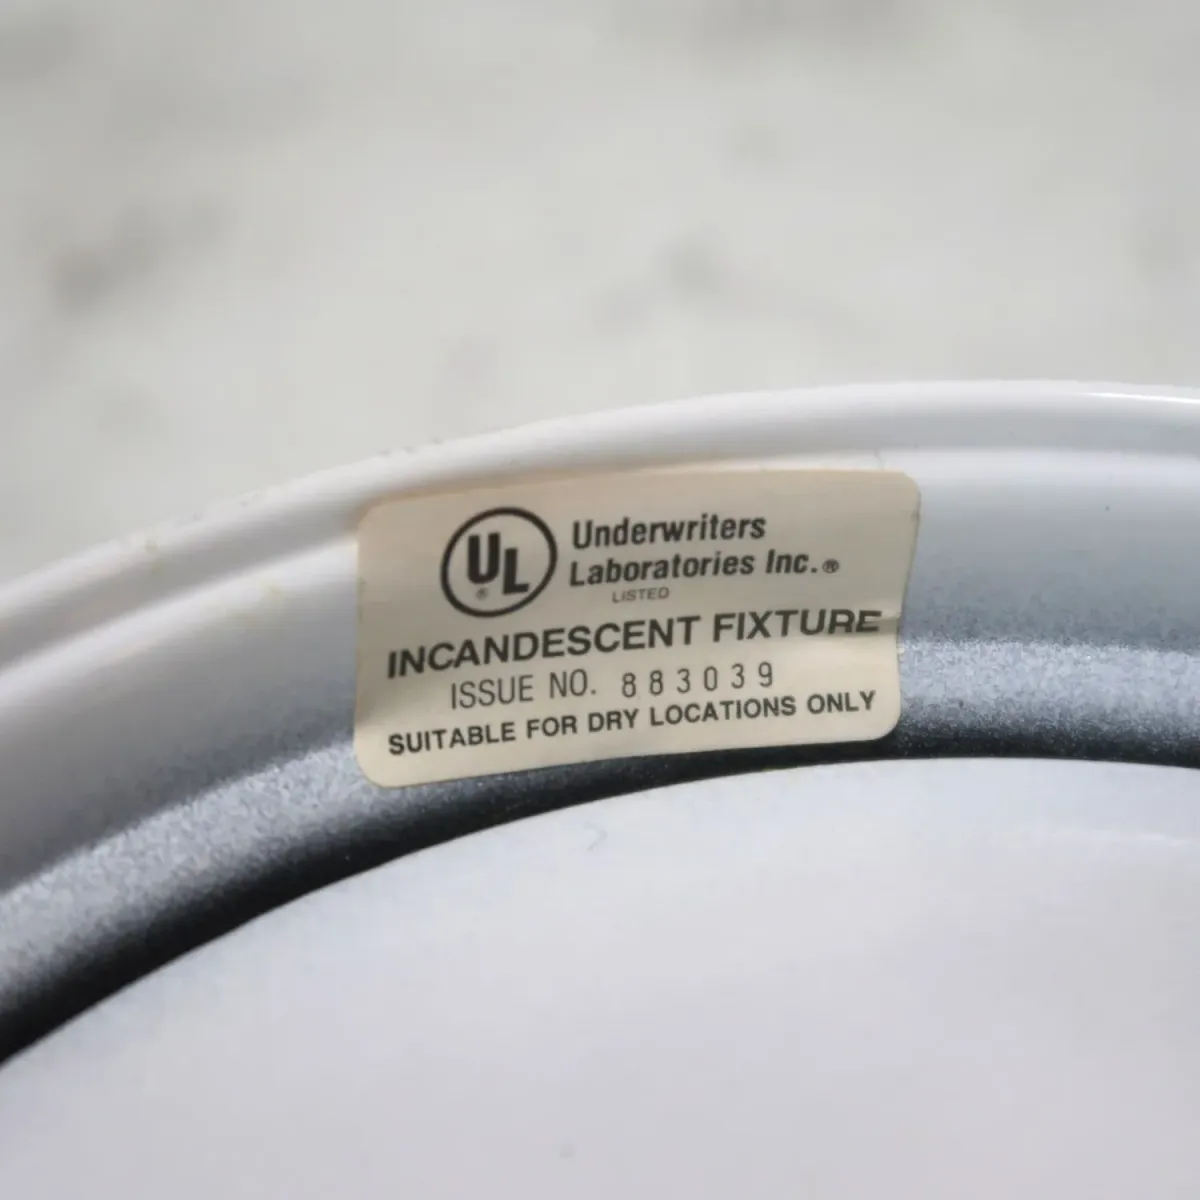 UL®
Underwriters
Laboratories Inc.®
LISTED
INCANDESCENT FIXTURE
ISSUE NO. 883039
SUITABLE FOR DRY LOCATIONS ONLY